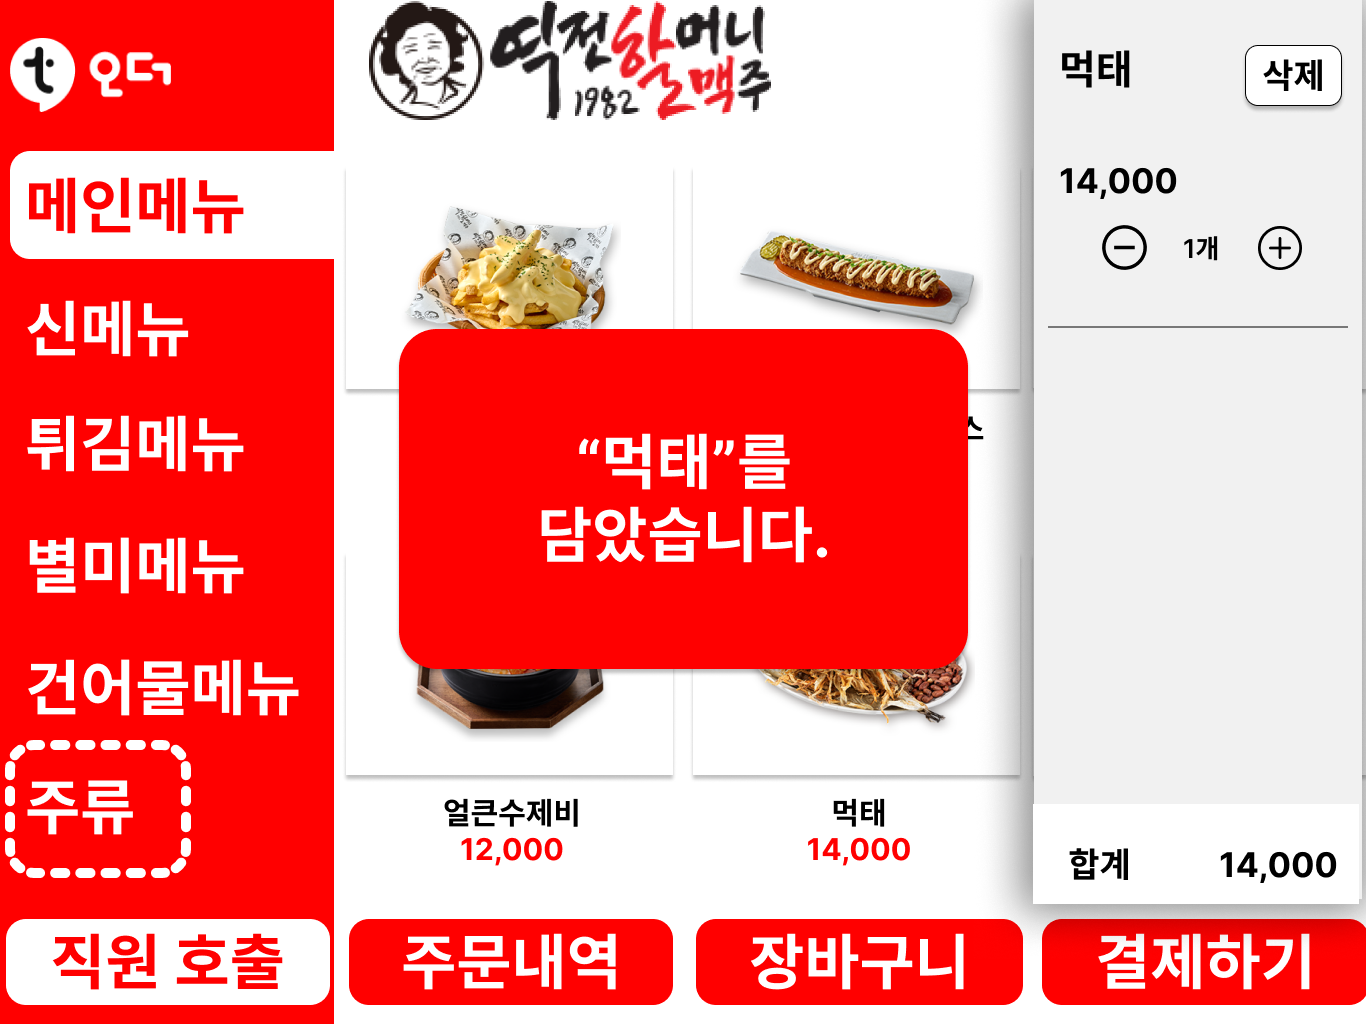 t 오더
역전할머니맥주
1982
메인메뉴
신메뉴
튀김메뉴
별미메뉴
건어물메뉴
주류
직원 호출
스
“먹태”를
담았습니다.
얼큰수제비
12,000
먹태
14,000
먹태
삭제
14,000
1개
합계
14,000
주문내역
장바구니
결제하기